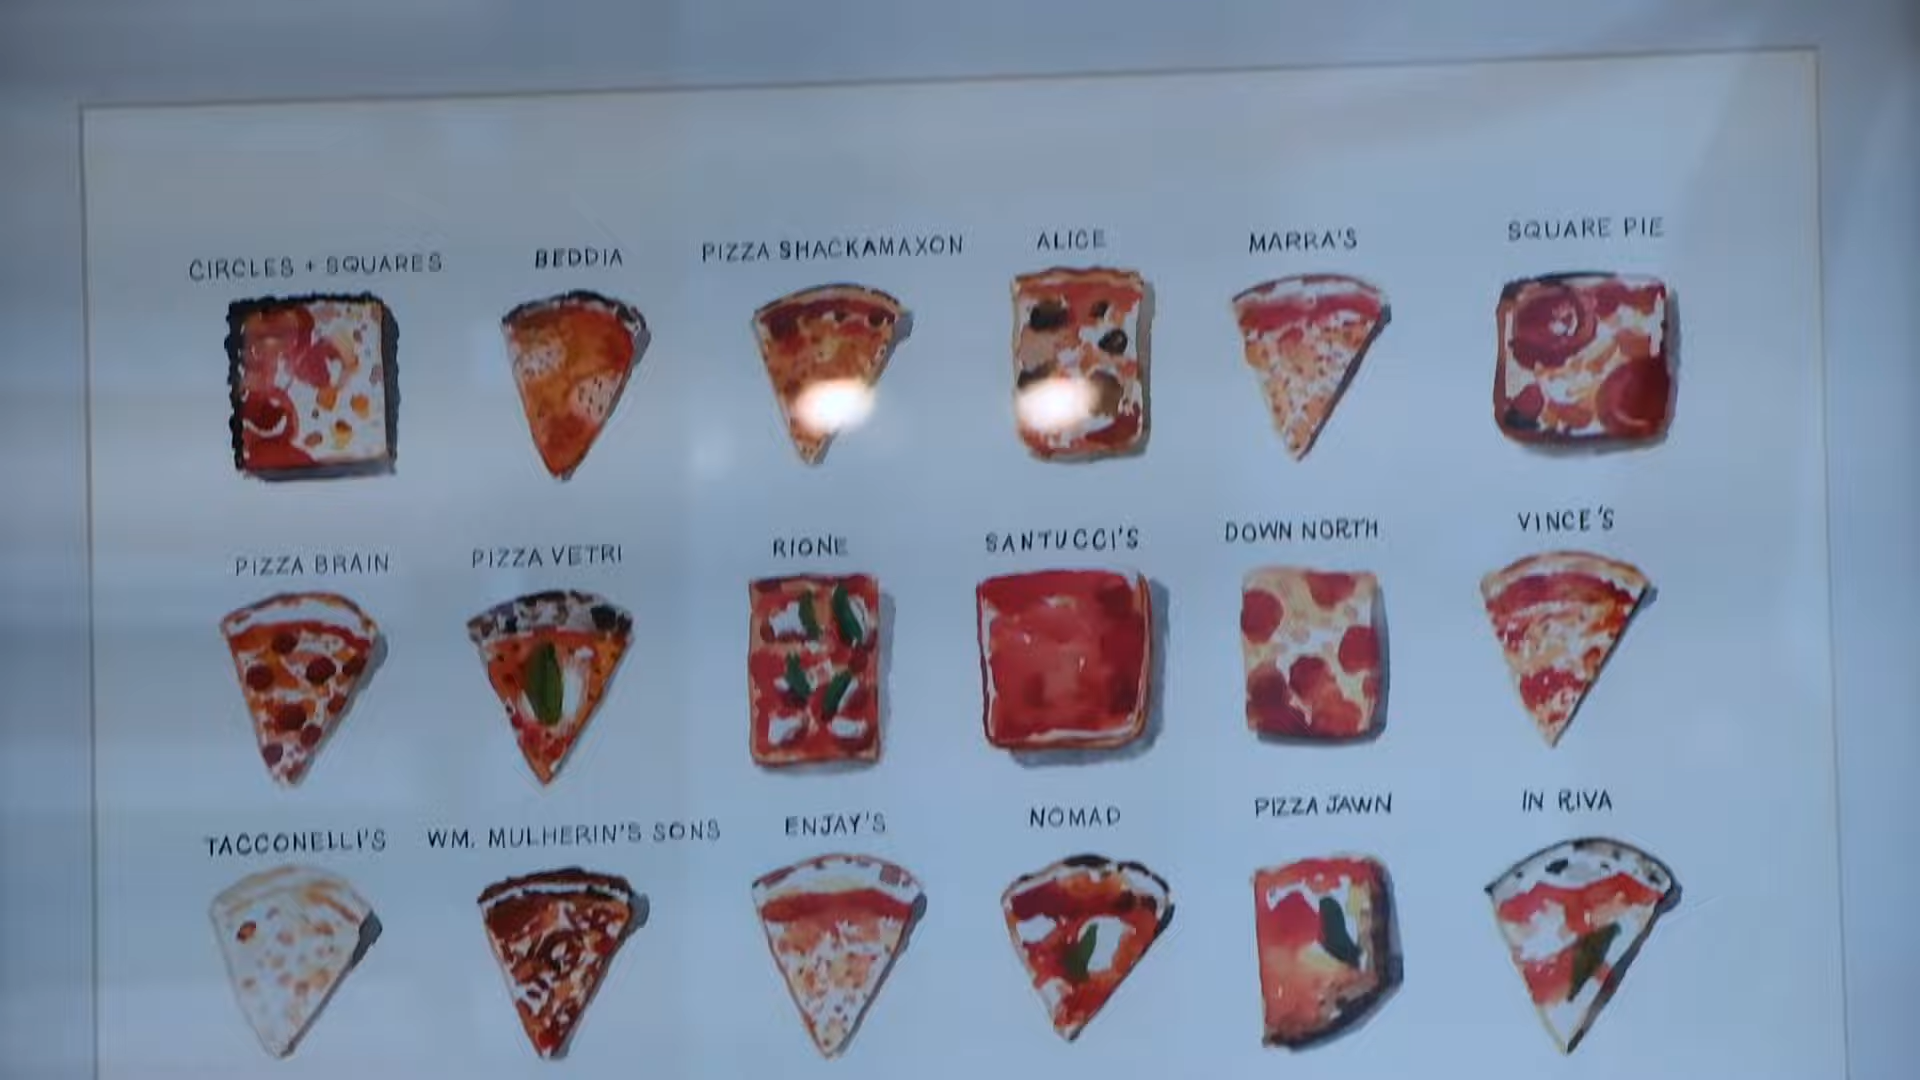 CIRCLES + SQUARES
BEDDIA
PIZZA SHACKAMAXON
ALICE
MARRA'S
SQUARE PIE
PIZZA BRAIN
PIZZA VETRI
RIONE
SANTUCCI'S
DOWN NORTH
VINCE'S
TACCONELLI'S
WM. MULHERIN'S SONS
ENJAY'S
NOMAD
PIZZA JAWN
IN RIVA